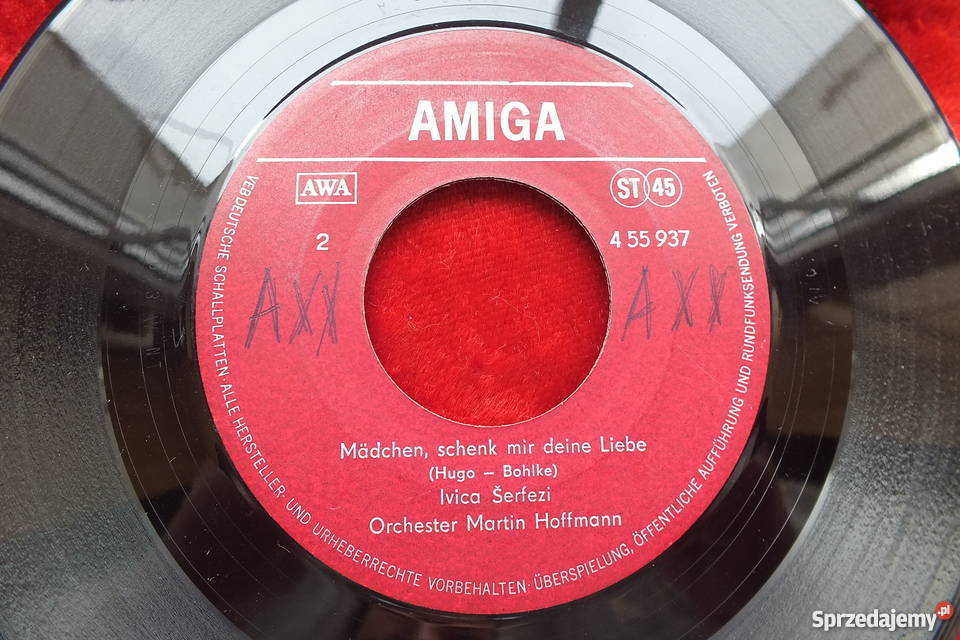 AMIGA
AWA
ST 45
2
4 55 937
AXX
AXX
Mädchen, schenk mir deine Liebe
(Hugo – Bohlke)
Ivica Šerfezi
Orchester Martin Hoffmann
VEB DEUTSCHE SCHALLPLATTEN · ALLE HERSTELLER- UND URHEBERRECHTE VORBEHALTEN · ÜBERSPIELUNG, ÖFFENTLICHE AUFFÜHRUNG UND RUNDFUNKSENDUNG VERBOTEN
Sprzedajemy.pl